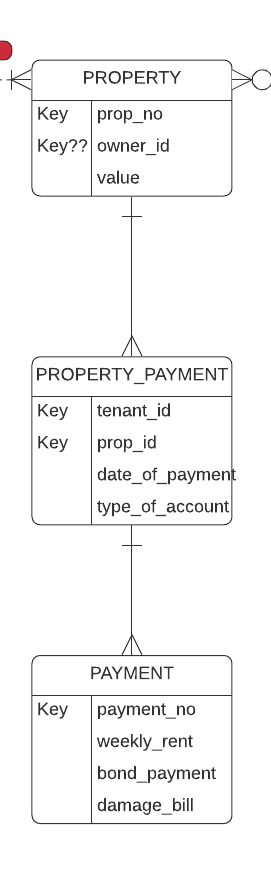 PROPERTY
Key prop_no
Key?? owner_id
value
PROPERTY_PAYMENT
Key tenant_id
Key prop_id
date_of_payment
type_of_account
PAYMENT
Key payment_no
weekly_rent
bond_payment
damage_bill